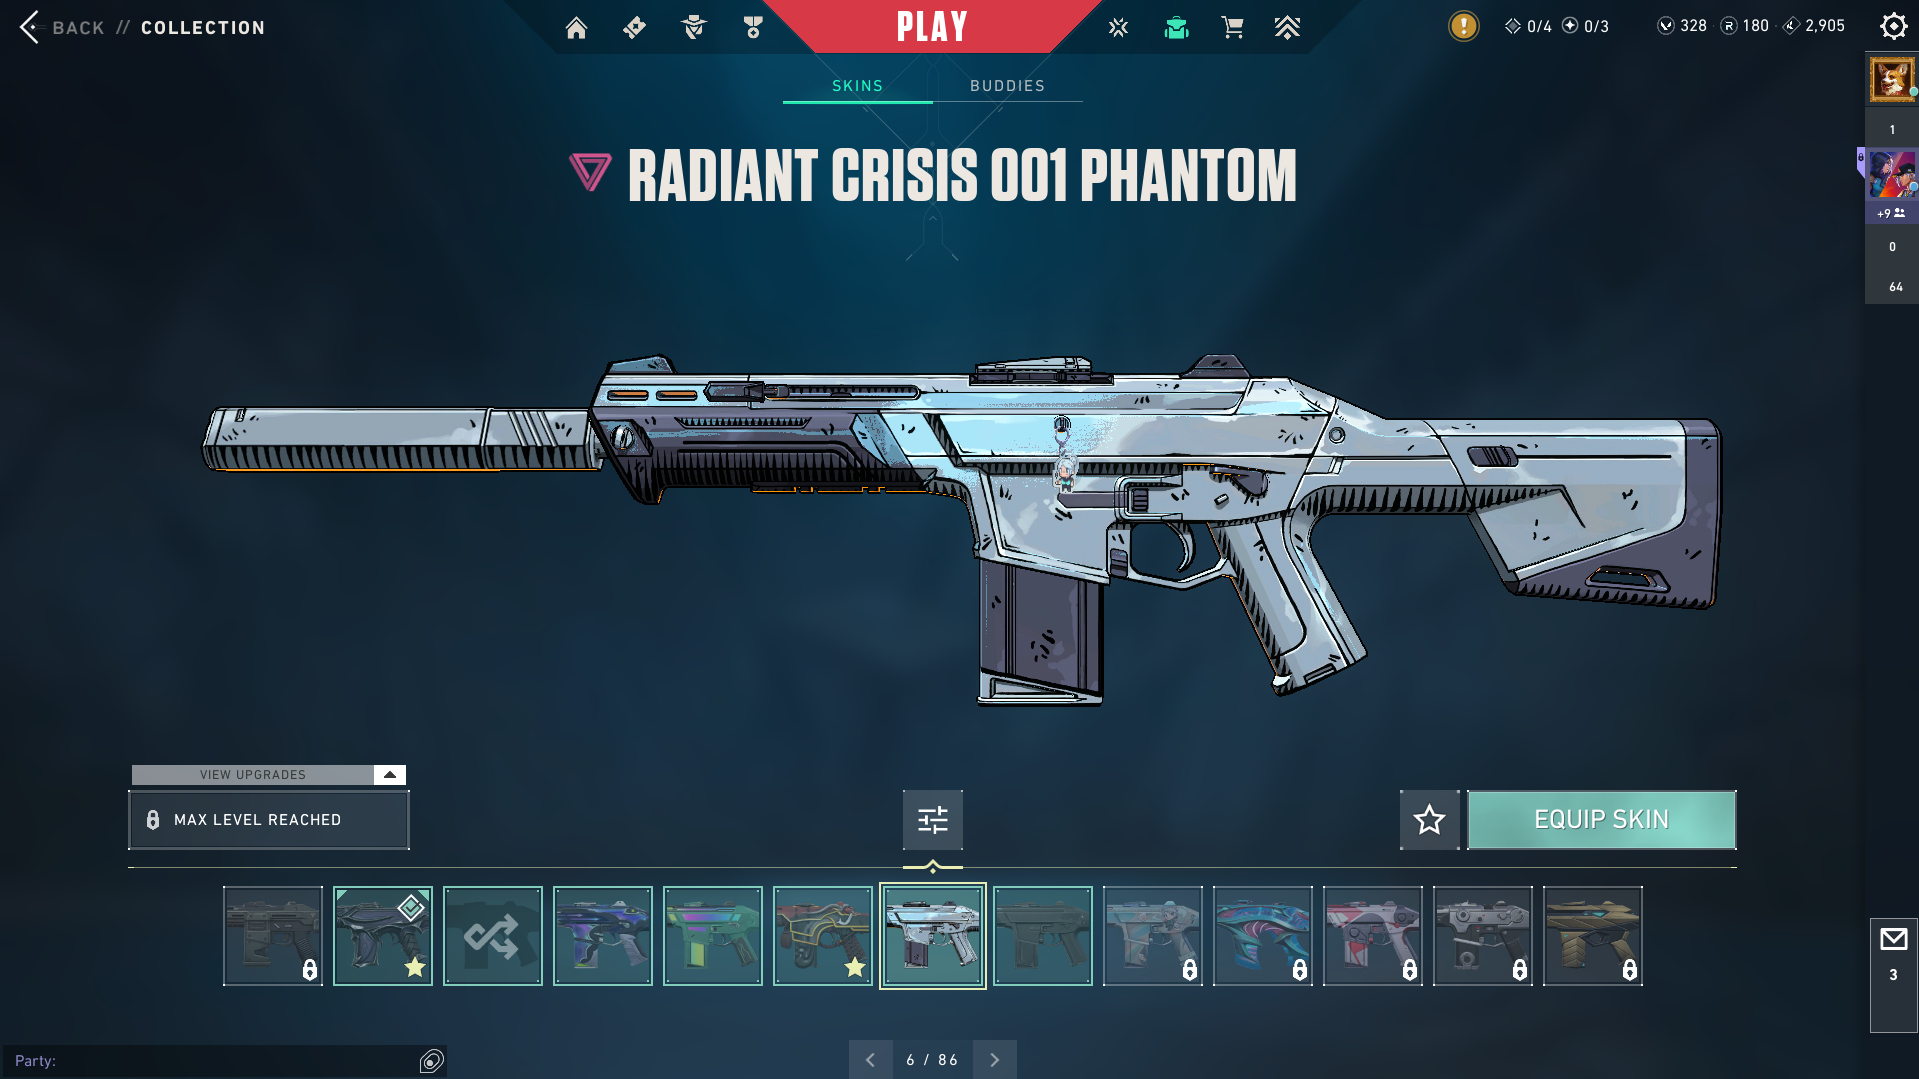 BACK // COLLECTION
PLAY
0/4 0/3
328 180 2,905
SKINS BUDDIES
RADIANT CRISIS 001 PHANTOM
1
+9
0
64
VIEW UPGRADES
MAX LEVEL REACHED
EQUIP SKIN
3
Party:
6 / 86